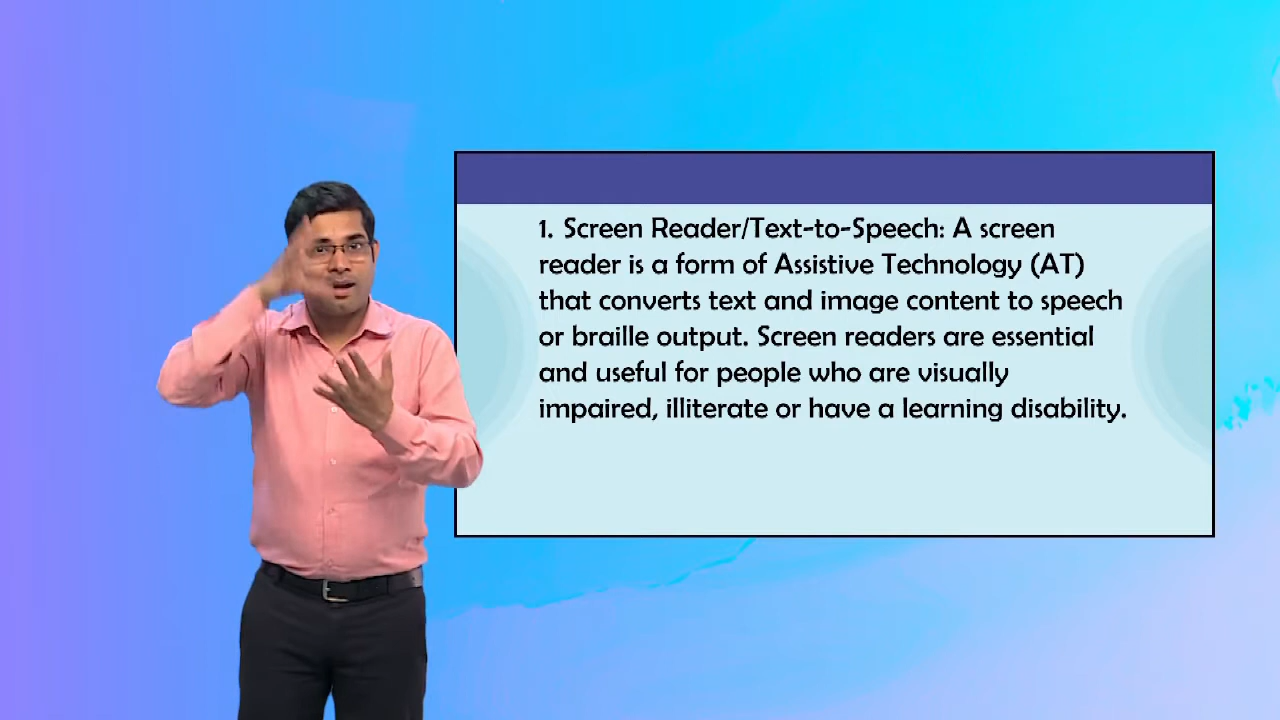 1. Screen Reader/Text-to-Speech: A screen
reader is a form of Assistive Technology (AT)
that converts text and image content to speech
or braille output. Screen readers are essential
and useful for people who are visually
impaired, illiterate or have a learning disability.